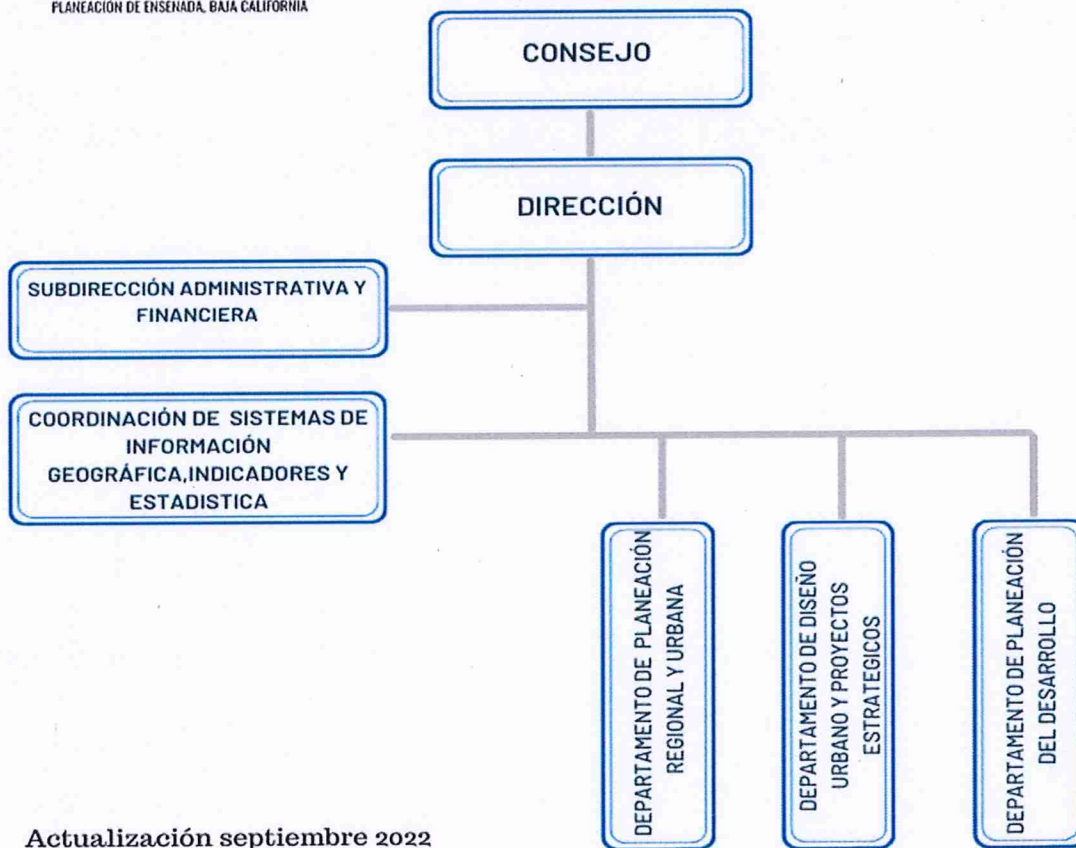 PLANEACIÓN DE ENSENADA, BAJA CALIFORNIA
CONSEJO
DIRECCIÓN
SUBDIRECCIÓN ADMINISTRATIVA Y
FINANCIERA
COORDINACIÓN DE SISTEMAS DE
INFORMACIÓN
GEOGRÁFICA,INDICADORES Y
ESTADISTICA
DEPARTAMENTO DE PLANEACIÓN
REGIONAL Y URBANA
DEPARTAMENTO DE DISEÑO
URBANO Y PROYECTOS
ESTRATEGICOS
DEPARTAMENTO DE PLANEACIÓN
DEL DESARROLLO
Actualización septiembre 2022